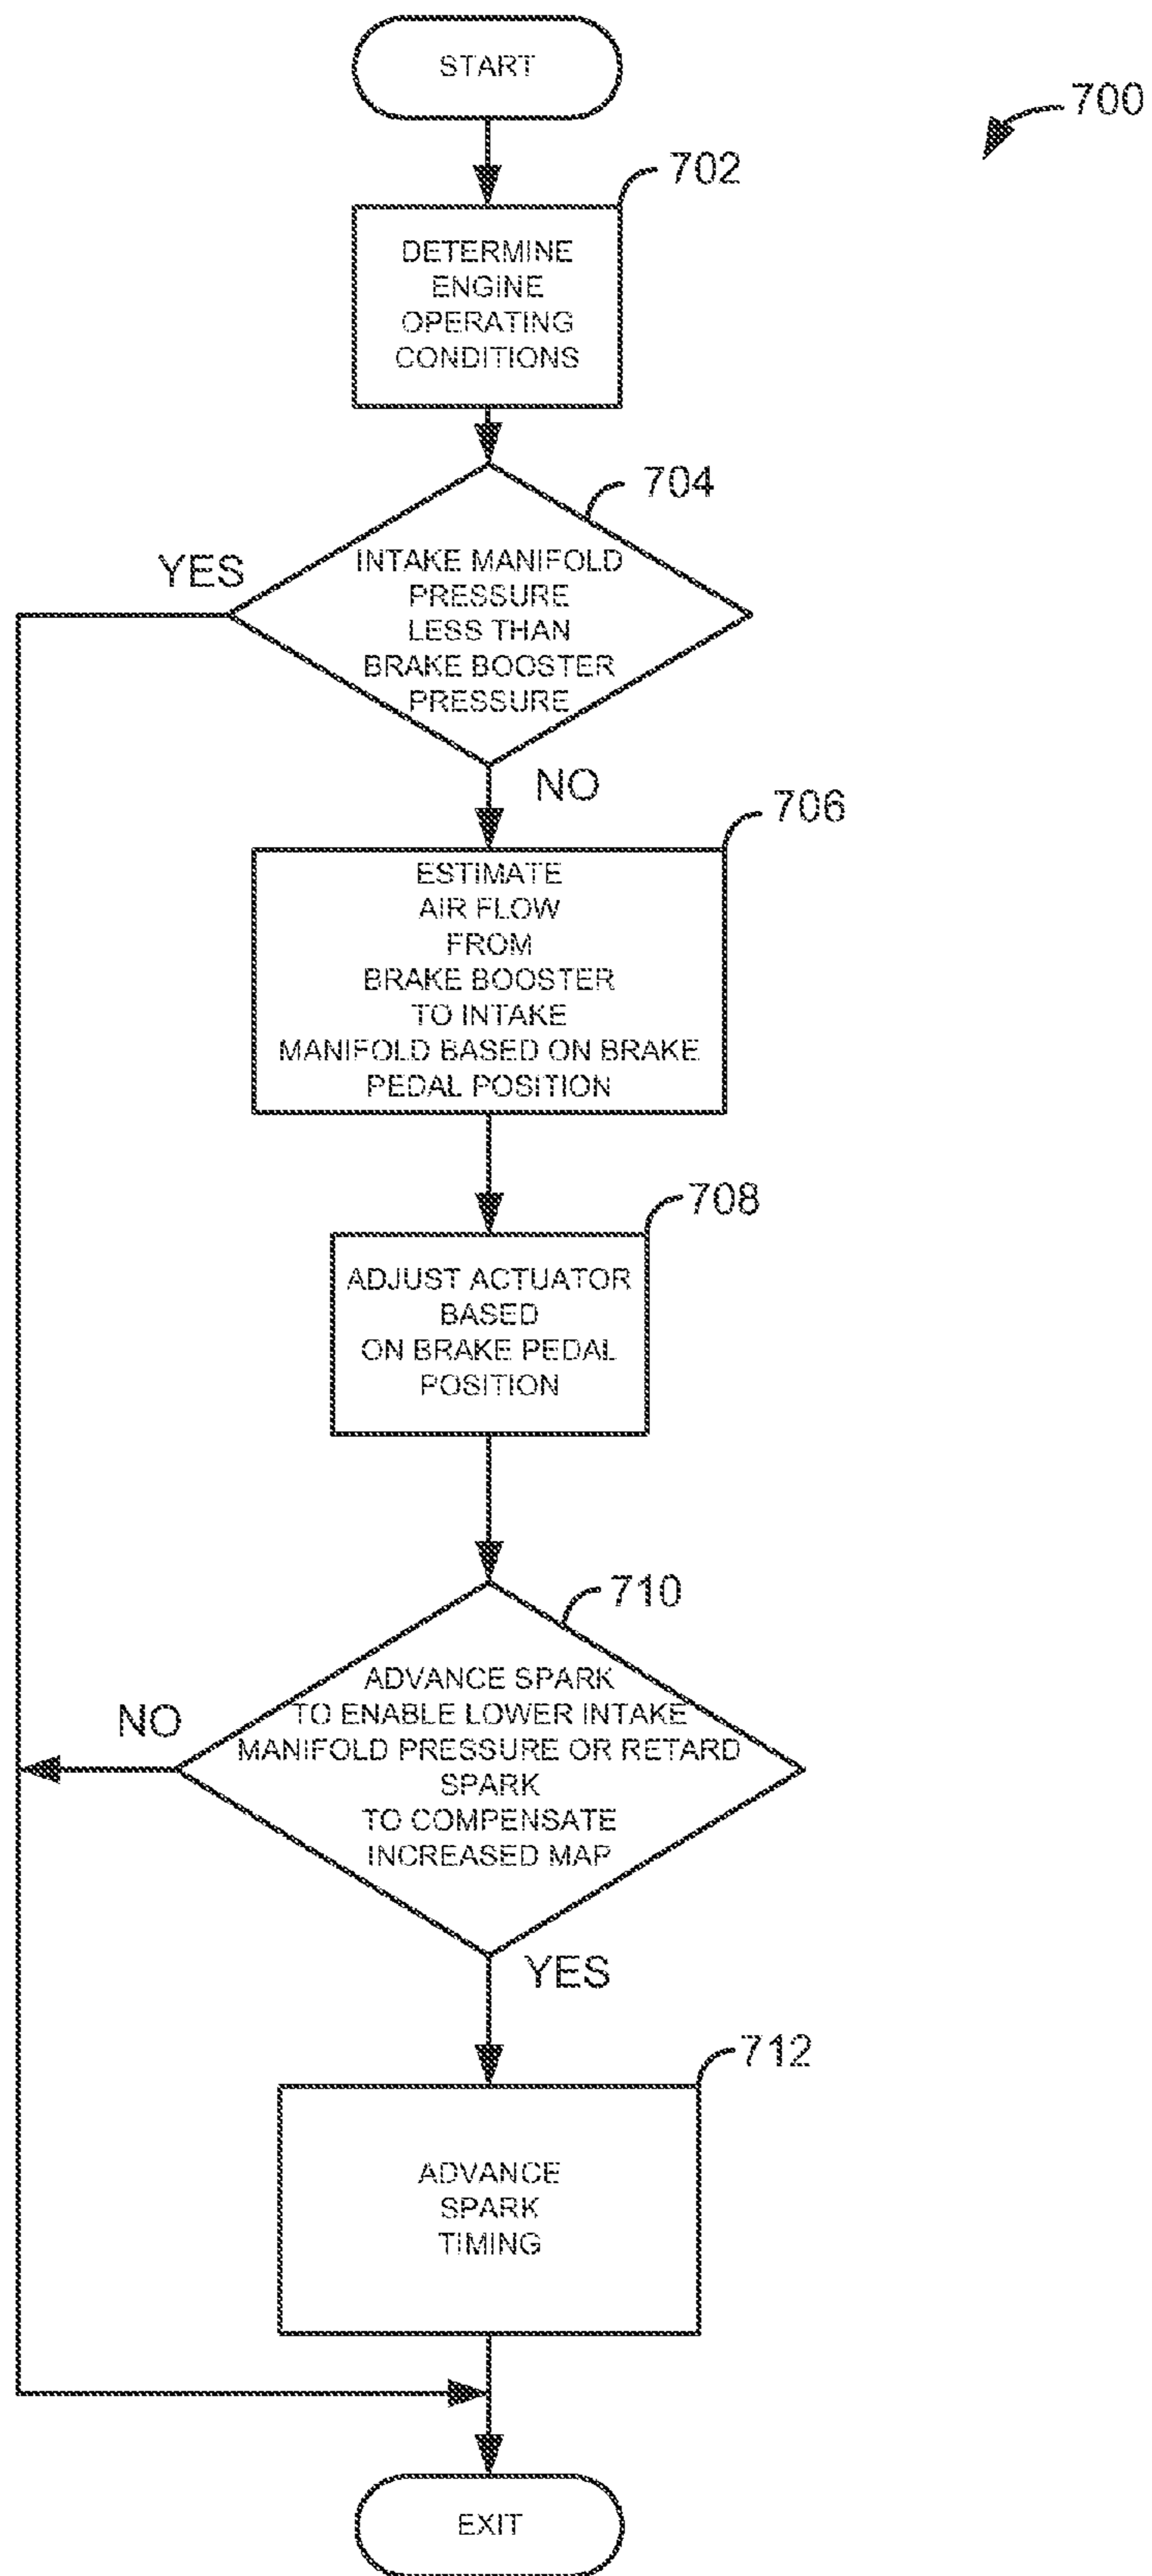 START
700
702
DETERMINE
ENGINE
OPERATING
CONDITIONS
704
YES
INTAKE MANIFOLD
PRESSURE
LESS THAN
BRAKE BOOSTER
PRESSURE
NO
706
ESTIMATE
AIR FLOW
FROM
BRAKE BOOSTER
TO INTAKE
MANIFOLD BASED ON BRAKE
PEDAL POSITION
708
ADJUST ACTUATOR
BASED
ON BRAKE PEDAL
POSITION
710
NO
ADVANCE SPARK
TO ENABLE LOWER INTAKE
MANIFOLD PRESSURE OR RETARD
SPARK
TO COMPENSATE
INCREASED MAP
YES
712
ADVANCE
SPARK
TIMING
EXIT